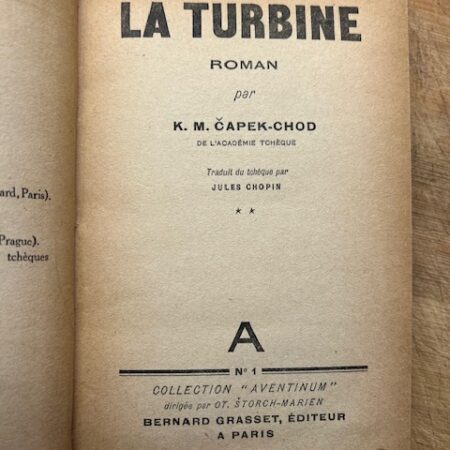 ard, Paris).
Prague).
tchèques
LA TURBINE
ROMAN
par
K. M. ČAPEK-CHOD
DE L'ACADÉMIE TCHÈQUE
Traduit du tchèque par
JULES CHOPIN
* *
A
N° 1
COLLECTION "AVENTINUM"
dirigée par OT. ŠTORCH-MARIEN
BERNARD GRASSET, ÉDITEUR
A PARIS